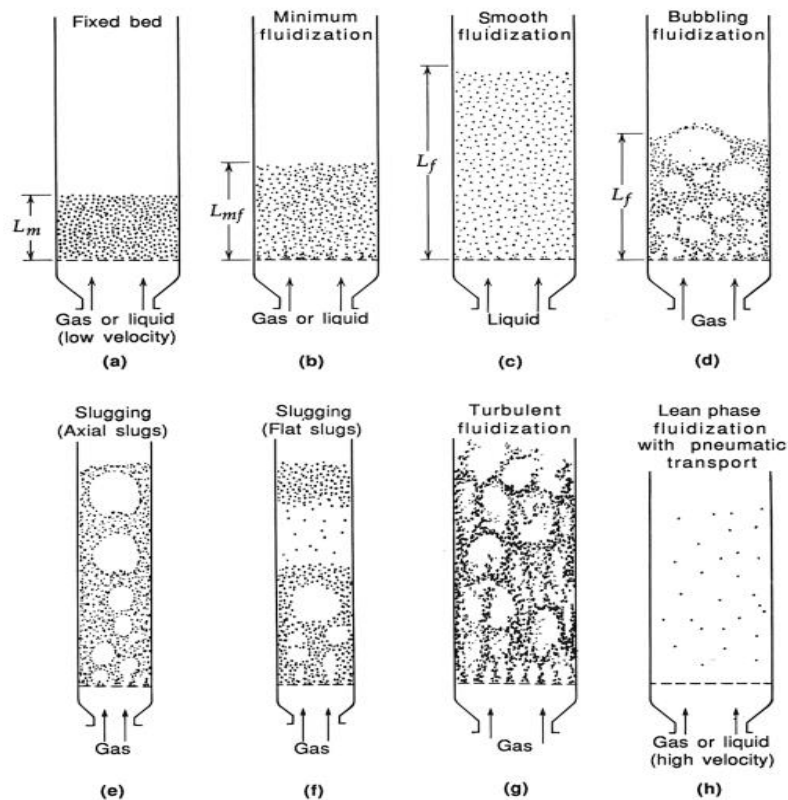 Fixed bed
Minimum
fluidization
Smooth
fluidization
Bubbling
fluidization
Lm
Lmf
Lf
Lf
Gas or liquid
(low velocity)
Gas or liquid
Liquid
Gas
(a)
(b)
(c)
(d)
Slugging
(Axial slugs)
Slugging
(Flat slugs)
Turbulent
fluidization
Lean phase
fluidization
with pneumatic
transport
Gas
Gas
Gas
Gas or liquid
(high velocity)
(e)
(f)
(g)
(h)